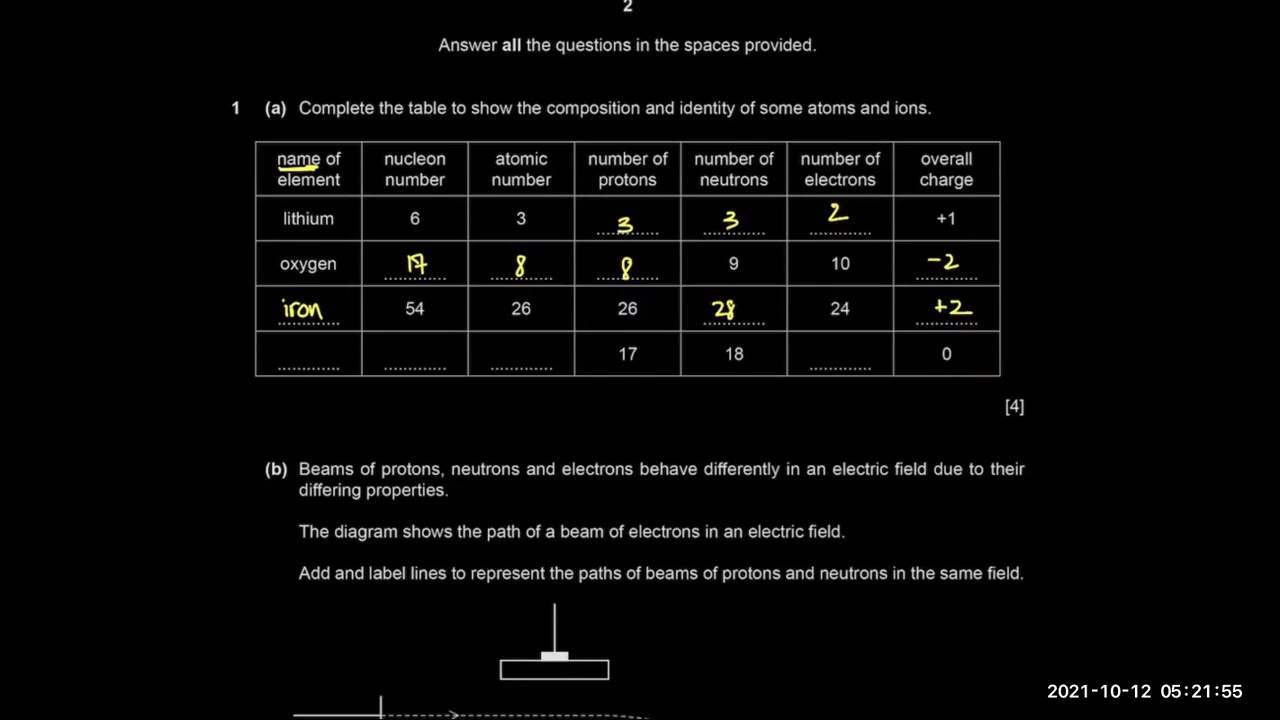 2
Answer all the questions in the spaces provided.
1 (a) Complete the table to show the composition and identity of some atoms and ions.
name of element nucleon number atomic number number of protons number of neutrons number of electrons overall charge
lithium 6 3 3 3 2 +1
oxygen 17 8 8 9 10 -2
iron 54 26 26 28 24 +2
17 18 0
[4]
(b) Beams of protons, neutrons and electrons behave differently in an electric field due to their
differing properties.
The diagram shows the path of a beam of electrons in an electric field.
Add and label lines to represent the paths of beams of protons and neutrons in the same field.
2021-10-12 05:21:55